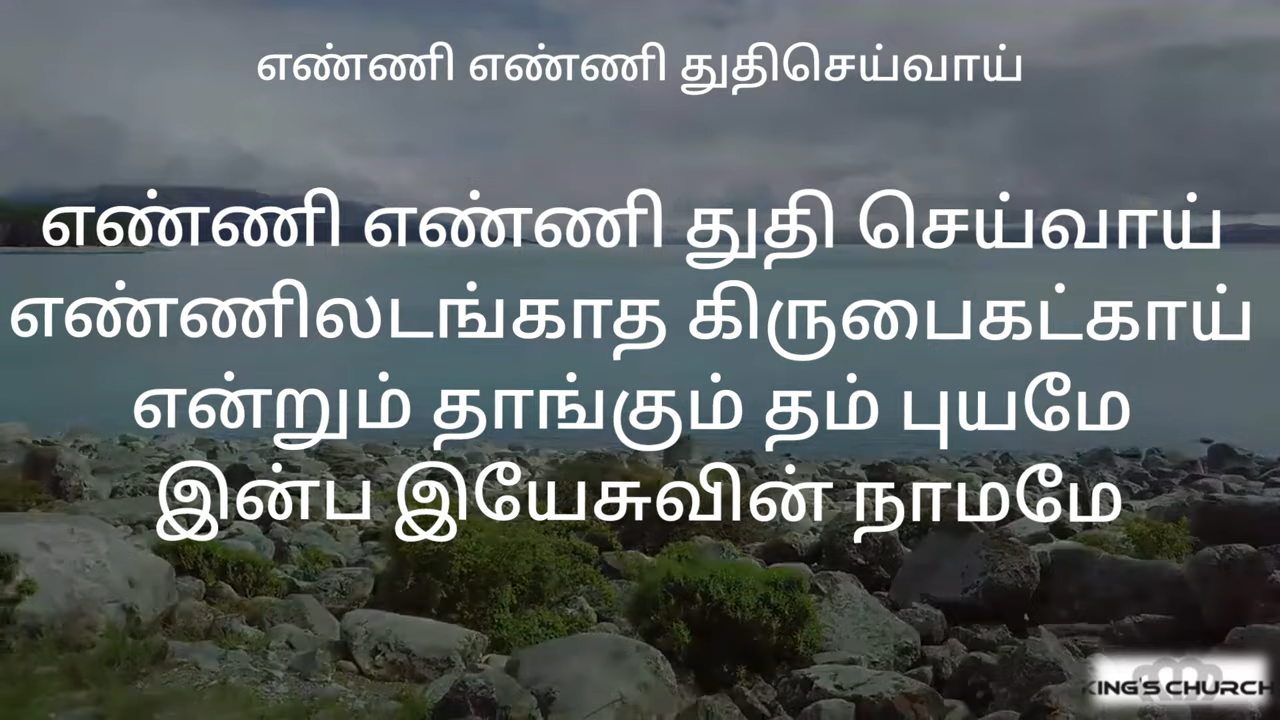 எண்ணி எண்ணி துதிசெய்வாய்
எண்ணி எண்ணி துதி செய்வாய்
எண்ணிலடங்காத கிருபைகட்காய்
என்றும் தாங்கும் தம் புயமே
இன்ப இயேசுவின் நாமமே
KING'S CHURCH